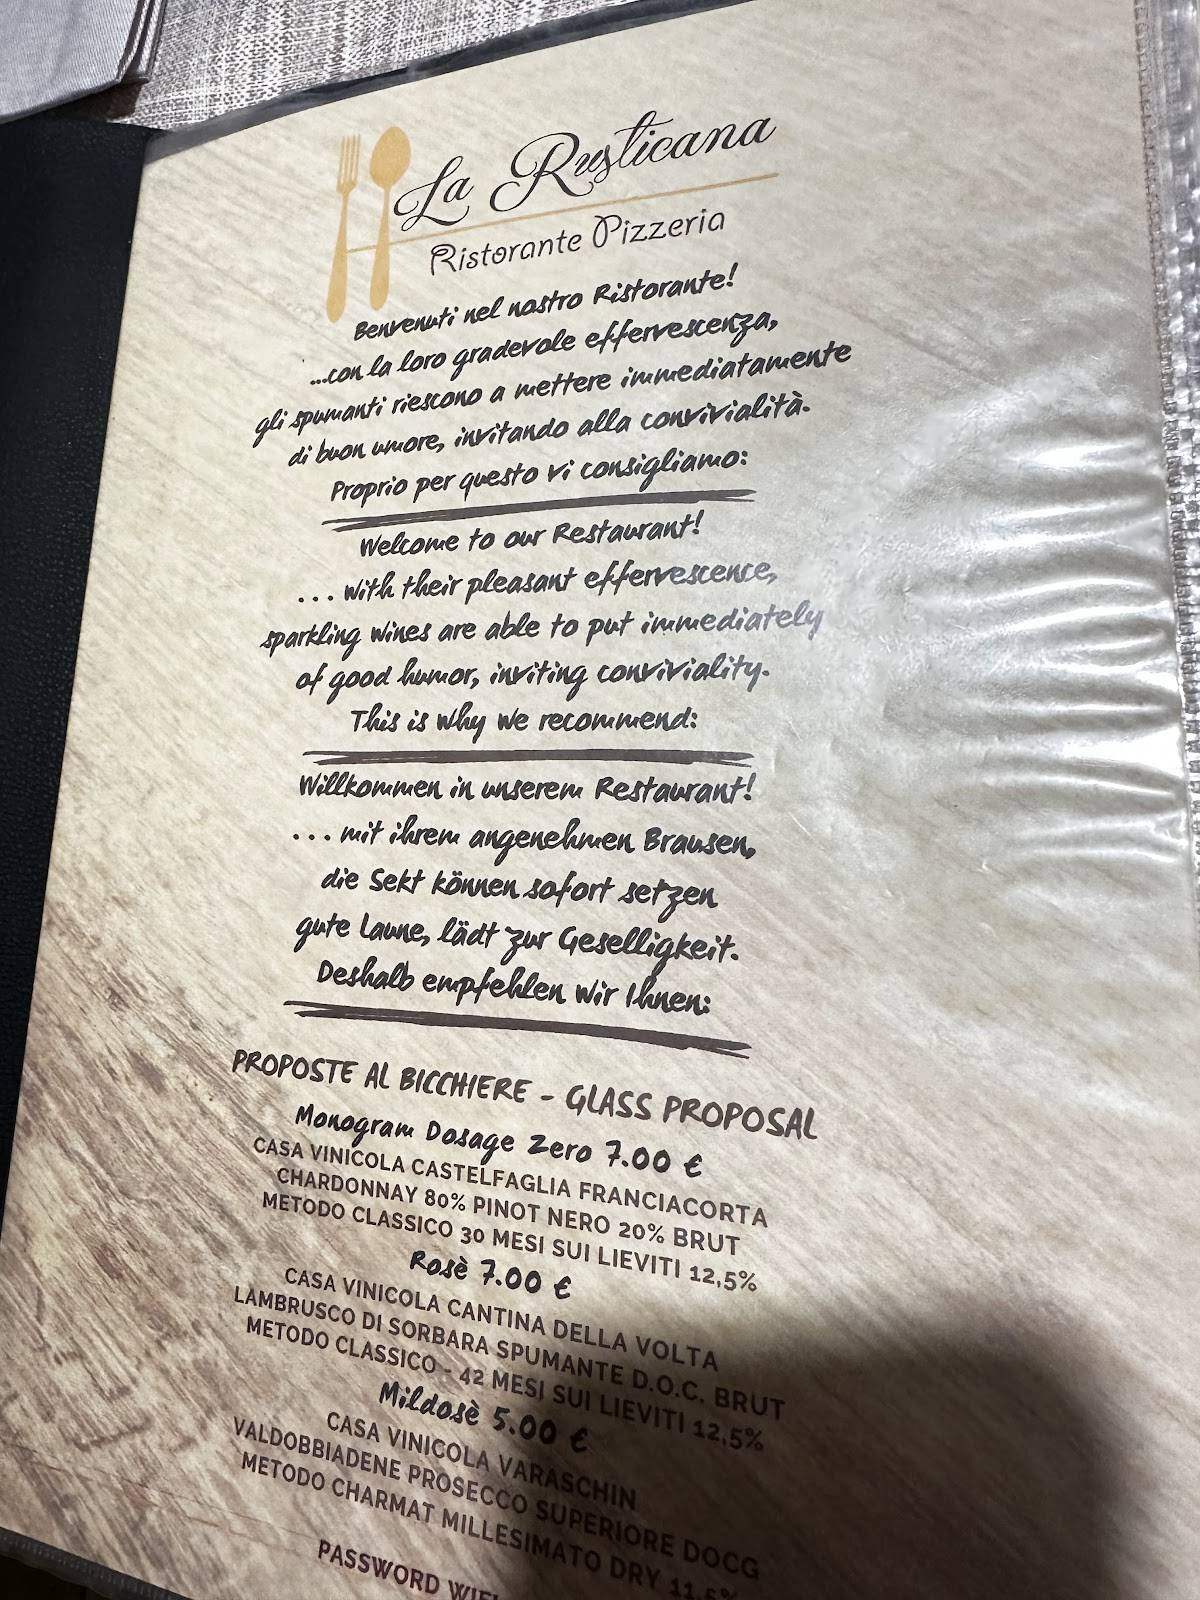 La Rusticana
Ristorante Pizzeria
Benvenuti nel nostro Ristorante!
...con la loro gradevole effervescenza,
gli spumanti riescono a mettere immediatamente
di buon umore, invitando alla convivialità.
Proprio per questo vi consigliamo:
Welcome to our Restaurant!
... With their pleasant effervescence,
sparkling wines are able to put immediately
of good humor, inviting conviviality.
This is why we recommend:
Willkommen in unserem Restaurant!
... mit ihrem angenehmen Brausen,
die Sekt können sofort setzen
gute Laune, lädt zur Geselligkeit.
Deshalb empfehlen wir Ihnen:
PROPOSTE AL BICCHIERE - GLASS PROPOSAL
Monogram Dosage Zero 7.00 €
CASA VINICOLA CASTELFAGLIA FRANCIACORTA
CHARDONNAY 80% PINOT NERO 20% BRUT
METODO CLASSICO 30 MESI SUI LIEVITI 12,5%
Rosè 7.00 €
CASA VINICOLA CANTINA DELLA VOLTA
LAMBRUSCO DI SORBARA SPUMANTE D.O.C. BRUT
METODO CLASSICO - 42 MESI SUI LIEVITI 12,5%
Mildosè 5.00 €
CASA VINICOLA VARASCHIN
VALDOBBIADENE PROSECCO SUPERIORE DOCG
METODO CHARMAT MILLESIMATO DRY 11,5%
PASSWORD WIFI